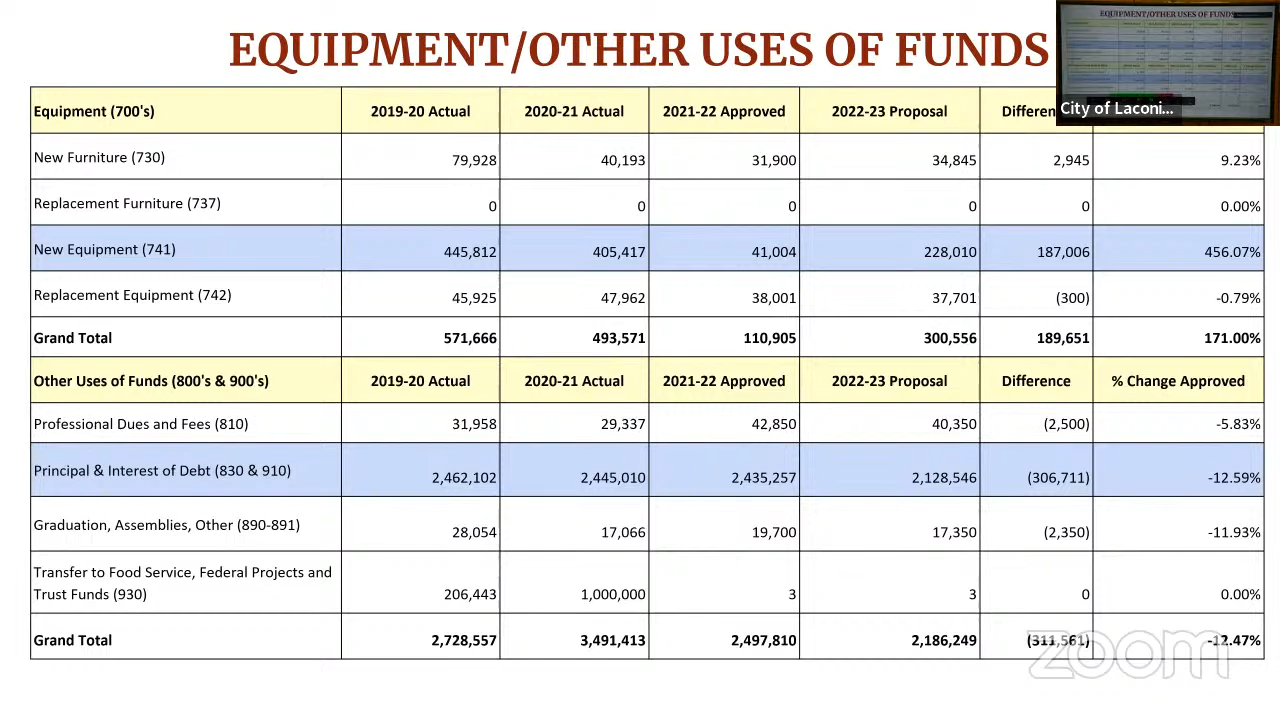 EQUIPMENT/OTHER USES OF FUNDS
EQUIPMENT/OTHER USES OF FUNDS
City of Laconi...
Equipment (700's) 2019-20 Actual 2020-21 Actual 2021-22 Approved 2022-23 Proposal
New Furniture (730) 79,928 40,193 31,900 34,845 2,945 9.23%
Replacement Furniture (737) 0 0 0 0 0 0.00%
New Equipment (741) 445,812 405,417 41,004 228,010 187,006 456.07%
Replacement Equipment (742) 45,925 47,962 38,001 37,701 (300) -0.79%
Grand Total 571,666 493,571 110,905 300,556 189,651 171.00%
Other Uses of Funds (800's & 900's) 2019-20 Actual 2020-21 Actual 2021-22 Approved 2022-23 Proposal Difference % Change Approved
Professional Dues and Fees (810) 31,958 29,337 42,850 40,350 (2,500) -5.83%
Principal & Interest of Debt (830 & 910) 2,462,102 2,445,010 2,435,257 2,128,546 (306,711) -12.59%
Graduation, Assemblies, Other (890-891) 28,054 17,066 19,700 17,350 (2,350) -11.93%
Transfer to Food Service, Federal Projects and
Trust Funds (930) 206,443 1,000,000 3 3 0 0.00%
Grand Total 2,728,557 3,491,413 2,497,810 2,186,249 (311,561) -12.47%
zoom